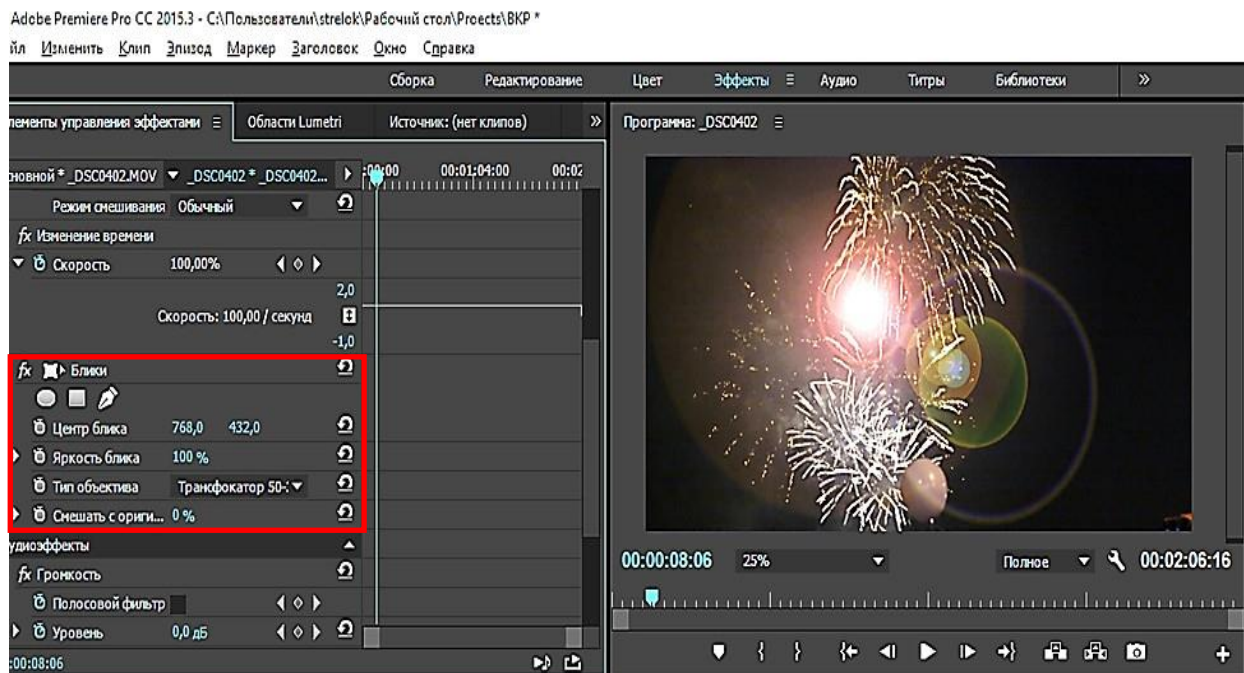 Adobe Premiere Pro CC 2015.3 - C:\Пользователи\strelok\Рабочий стол\Proects\ВКР *
йл Изменить Клип Эпизод Маркер Заголовок Окно Справка
Сборка Редактирование Цвет Эффекты Аудио Титры Библиотеки »
лементы управления эффектами Области Lumetri Источник: (нет клипов) »
Программа: _DSC0402
сновной * _DSC0402.MOV _DSC0402 * _DSC0402...
:00:00 00:01:04:00 00:02
Режим смешивания Обычный
fx Изменение времени
Скорость 100,00%
2,0
Скорость: 100,00 / секунд
-1,0
fx Блики
Центр блика 768,0 432,0
Яркость блика 100 %
Тип объектива Трансфокатор 50-:
Смешать с ориги... 0 %
удиоэффекты
fx Громкость
Полосовой фильтр
Уровень 0,0 дБ
:00:08:06
00:00:08:06 25% Полное 00:02:06:16